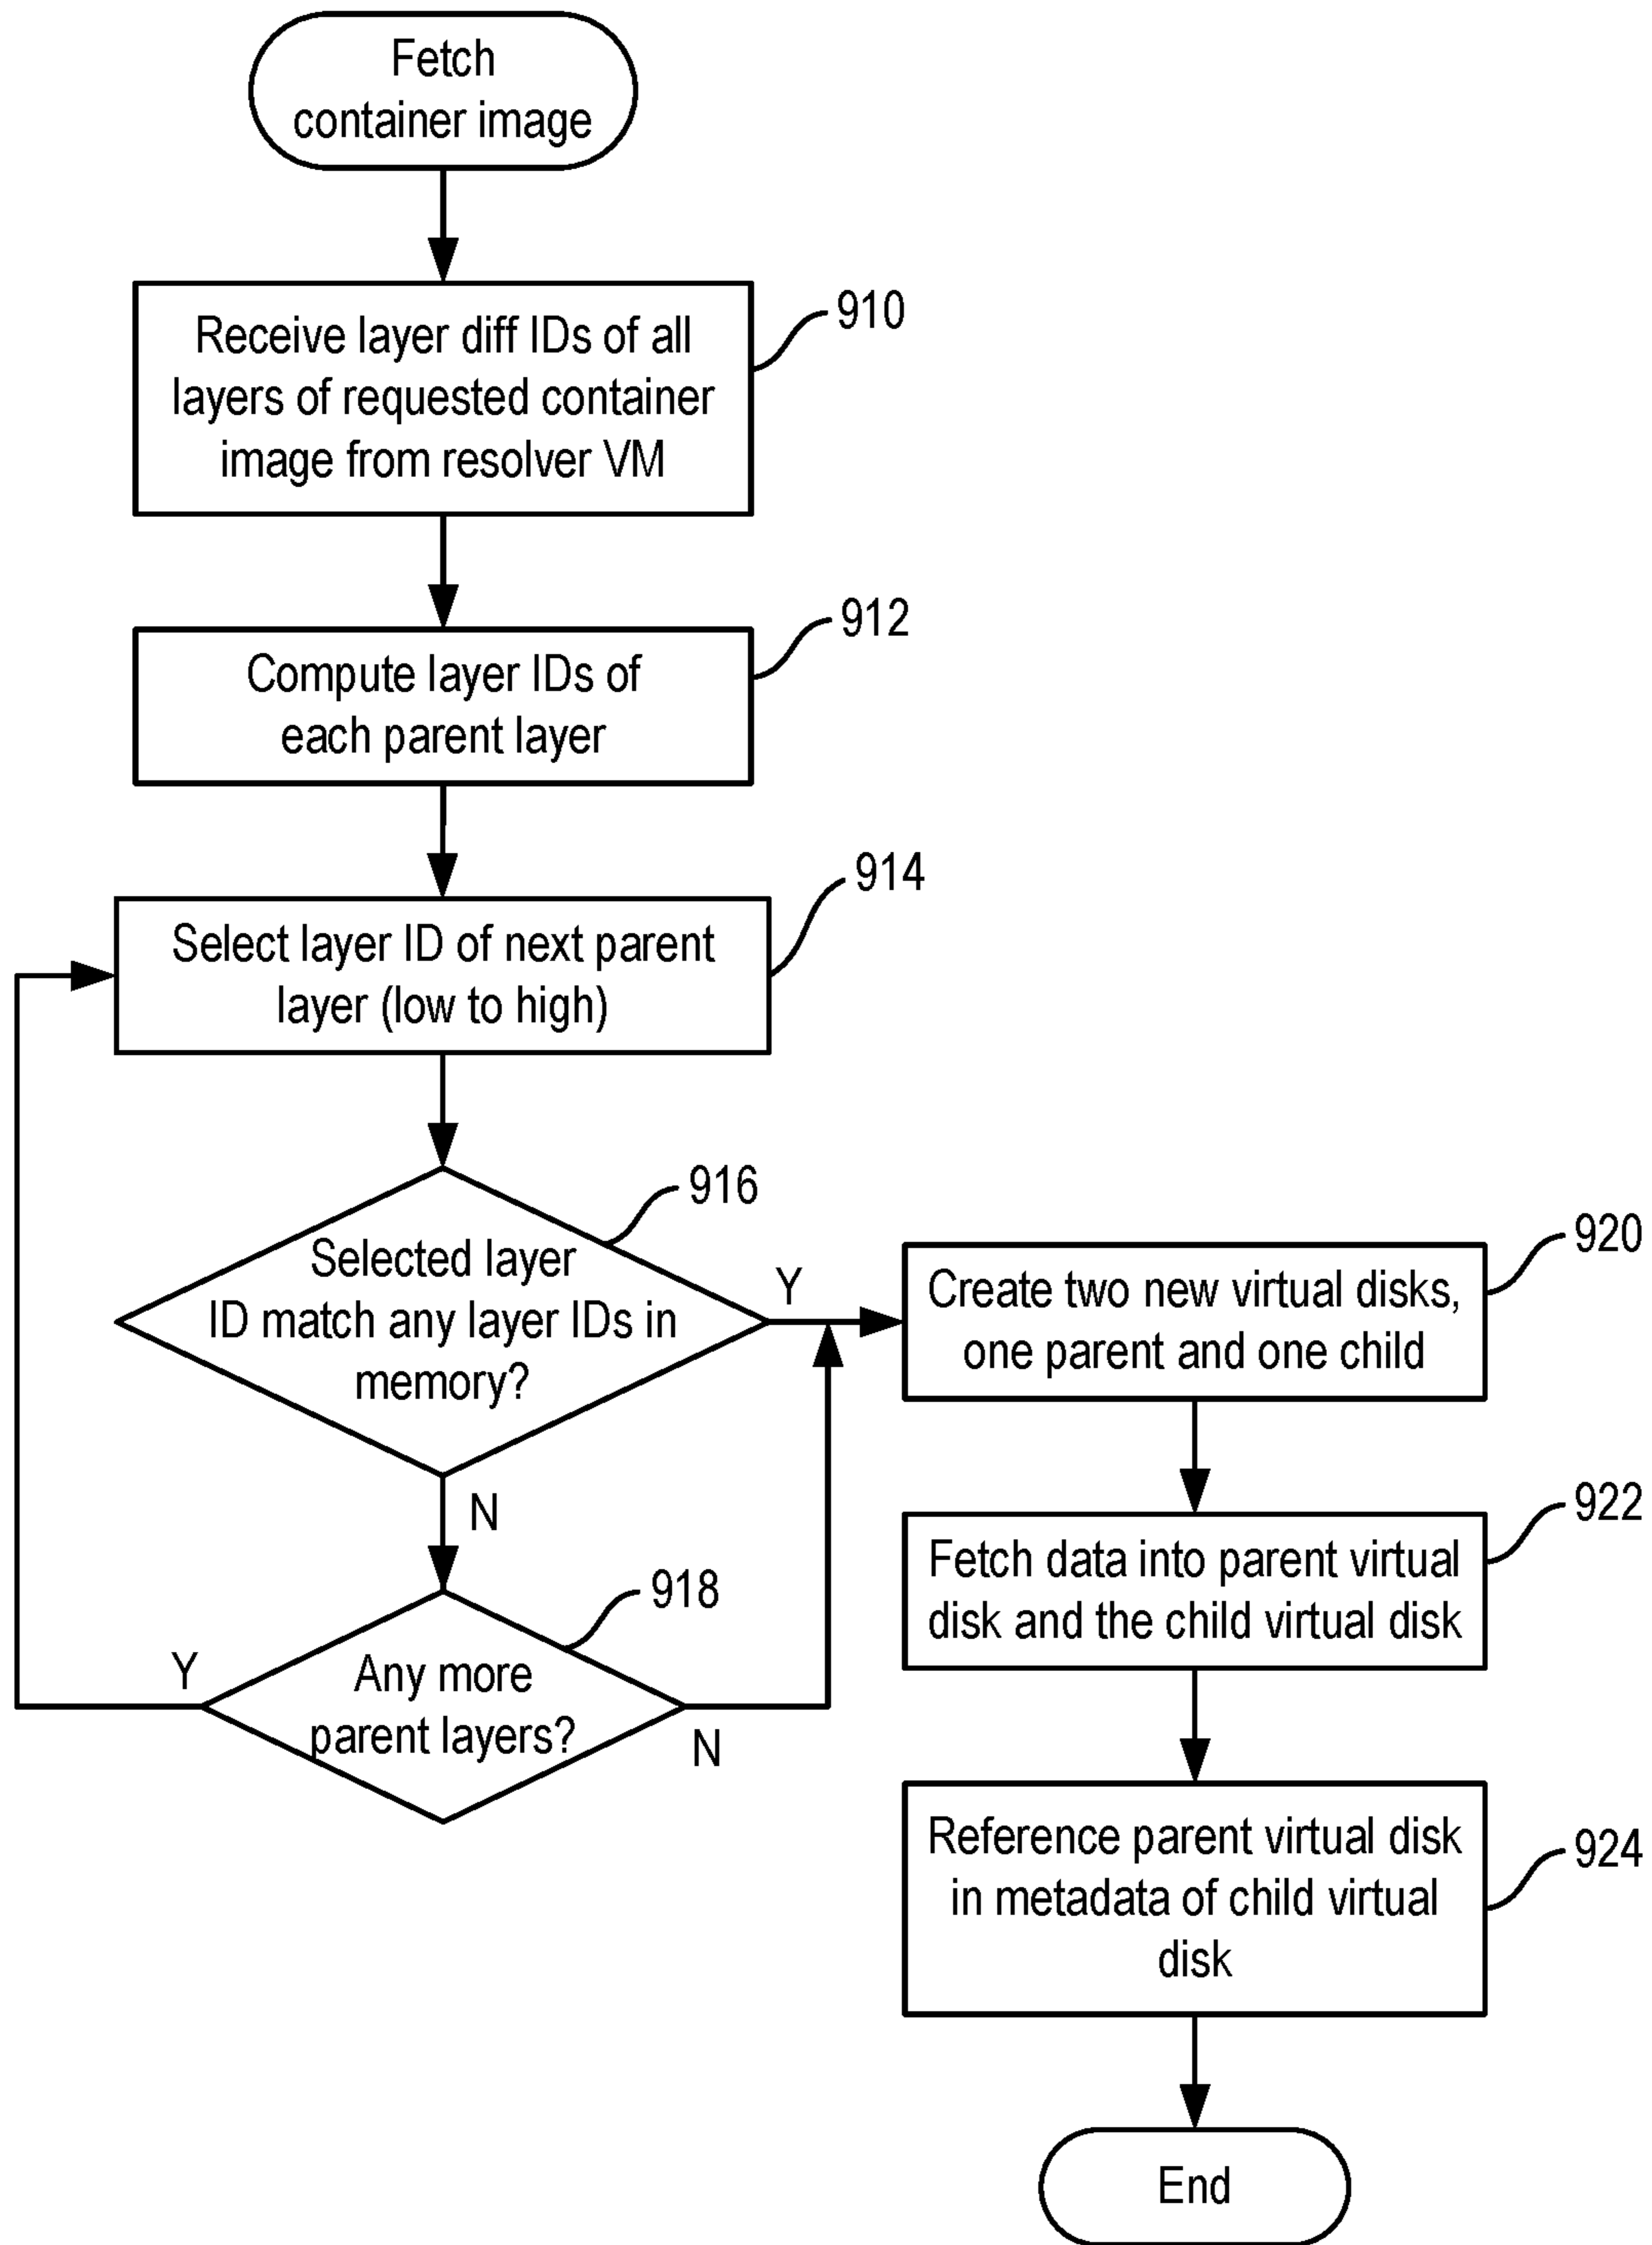 Fetch
container image
Receive layer diff IDs of all
layers of requested container
image from resolver VM
910
Compute layer IDs of
each parent layer
912
Select layer ID of next parent
layer (low to high)
914
Selected layer
ID match any layer IDs in
memory?
916
Y
N
Any more
parent layers?
918
Y
N
Create two new virtual disks,
one parent and one child
920
Fetch data into parent virtual
disk and the child virtual disk
922
Reference parent virtual disk
in metadata of child virtual
disk
924
End